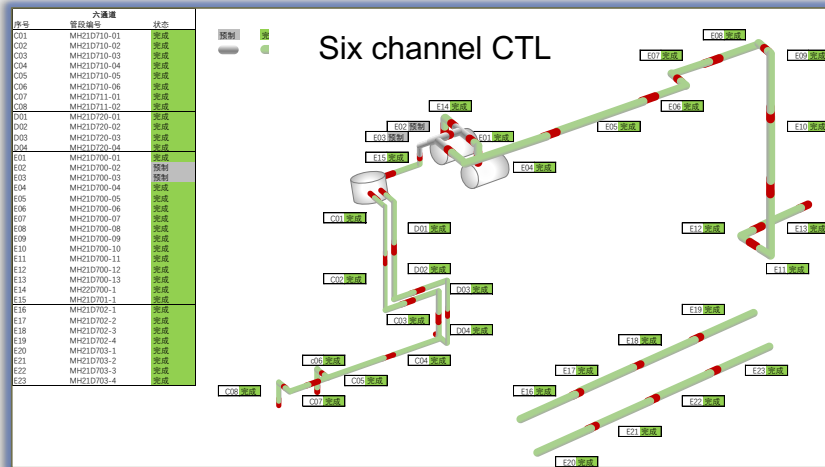 六通道
序号 管段编号 状态
C01 MH21D710-01 完成
C02 MH21D710-02 完成
C03 MH21D710-03 完成
C04 MH21D710-04 完成
C05 MH21D710-05 完成
C06 MH21D710-06 完成
C07 MH21D711-01 完成
C08 MH21D711-02 完成
D01 MH21D720-01 完成
D02 MH21D720-02 完成
D03 MH21D720-03 完成
D04 MH21D720-04 完成
E01 MH21D700-01 完成
E02 MH21D700-02 预制
E03 MH21D700-03 预制
E04 MH21D700-04 完成
E05 MH21D700-05 完成
E06 MH21D700-06 完成
E07 MH21D700-07 完成
E08 MH21D700-08 完成
E09 MH21D700-09 完成
E10 MH21D700-10 完成
E11 MH21D700-11 完成
E12 MH21D700-12 完成
E13 MH21D700-13 完成
E14 MH22D700-1 完成
E15 MH21D701-1 完成
E16 MH21D702-1 完成
E17 MH21D702-2 完成
E18 MH21D702-3 完成
E19 MH21D702-4 完成
E20 MH21D703-1 完成
E21 MH21D703-2 完成
E22 MH21D703-3 完成
E23 MH21D703-4 完成
预制
Six channel CTL
E08 完成
E07 完成
E09 完成
E14 完成
E06 完成
E02 预制
E05 完成
E10 完成
E03 预制
E01 完成
E15 完成
E04 完成
C01 完成
D01 完成
E12 完成
E13 完成
D02 完成
E11 完成
C02 完成
D03 完成
C03 完成
D04 完成
E19 完成
E18 完成
c06 完成
C04 完成
E17 完成
E23 完成
C05 完成
C08 完成
E16 完成
C07 完成
E22 完成
E21 完成
E20 完成